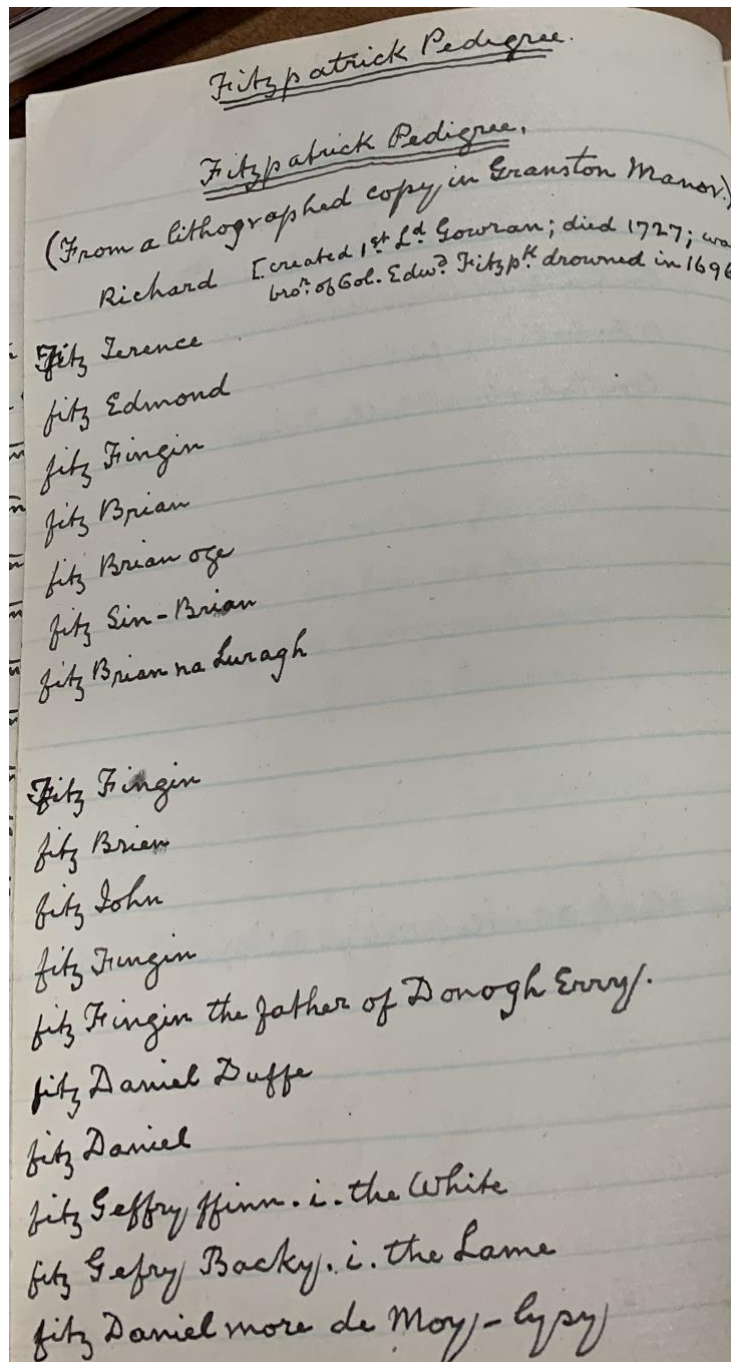 Fitzpatrick Pedigree.
Fitzpatrick Pedigree.
(From a lithographed copy in Granston Manor.)
Richard [created 1st Ld. Gowran; died 1727; wa
bror. of Col. Edwd. Fitzpk drowned in 1696
Fitz Terence
fitz Edmond
fitz Fingin
fitz Brian
fitz Brian oge
fitz Sin-Brian
fitz Brian na Luragh
Fitz Fingin
fitz Brien
fitz John
fitz Fingin
fitz Fingin the father of Donogh Erry.
fitz Daniel Duffe
fitz Daniel
fitz Geffry ffinn .i. the White
fitz Gefry Backy .i. the Lame
fitz Daniel more de Moy-lypy